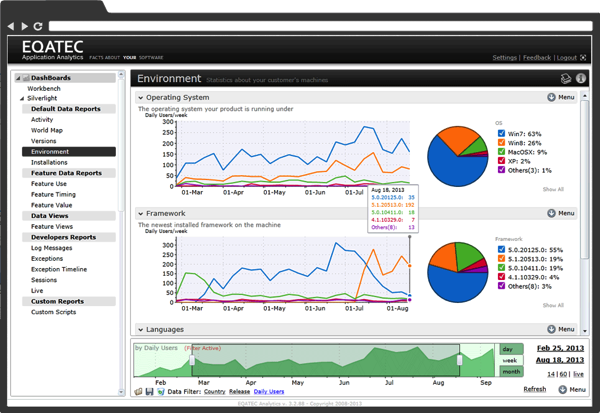 EQATEC
Application Analytics FACTS ABOUT YOUR SOFTWARE
Settings | Feedback | Logout
DashBoards
Workbench
Silverlight
Default Data Reports
Activity
World Map
Versions
Environment
Installations
Feature Data Reports
Feature Use
Feature Timing
Feature Value
Data Views
Feature Views
Developers Reports
Log Messages
Exceptions
Exception Timeline
Sessions
Live
Custom Reports
Custom Scripts
Environment Statistics about your customer's machines
Operating System Menu
The operating system your product is running under
Daily Users/week
300
250
200
150
100
50
0
01-Mar 01-Apr 01-May 01-Jun 01-Jul 01-Aug
OS
Win7: 63%
Win8: 26%
MacOSX: 9%
XP: 2%
Others(3): 1%
Show All
Aug 18, 2013
5.0.20125.0: 35
5.1.20513.0: 192
5.0.10411.0: 18
4.1.10329.0: 7
Others(8): 13
Framework Menu
The newest installed framework on the machine
Daily Users/week
300
250
200
150
100
50
0
01-Mar 01-Apr 01-May 01-Jun 01-Jul 01-Aug
Framework
5.0.20125.0: 55%
5.1.20513.0: 19%
5.0.10411.0: 19%
4.1.10329.0: 4%
Others(8): 3%
Show All
Languages Menu
by Daily Users (Filter Active)
Feb Mar Apr May Jun Jul Aug Sep
day
week
month
Feb 25, 2013
Aug 18, 2013
14 | 60 | live
Data Filter: Country Release Daily Users
Refresh Menu
EQATEC Analytics v. 3.2.98 - Copyright 2008-2013